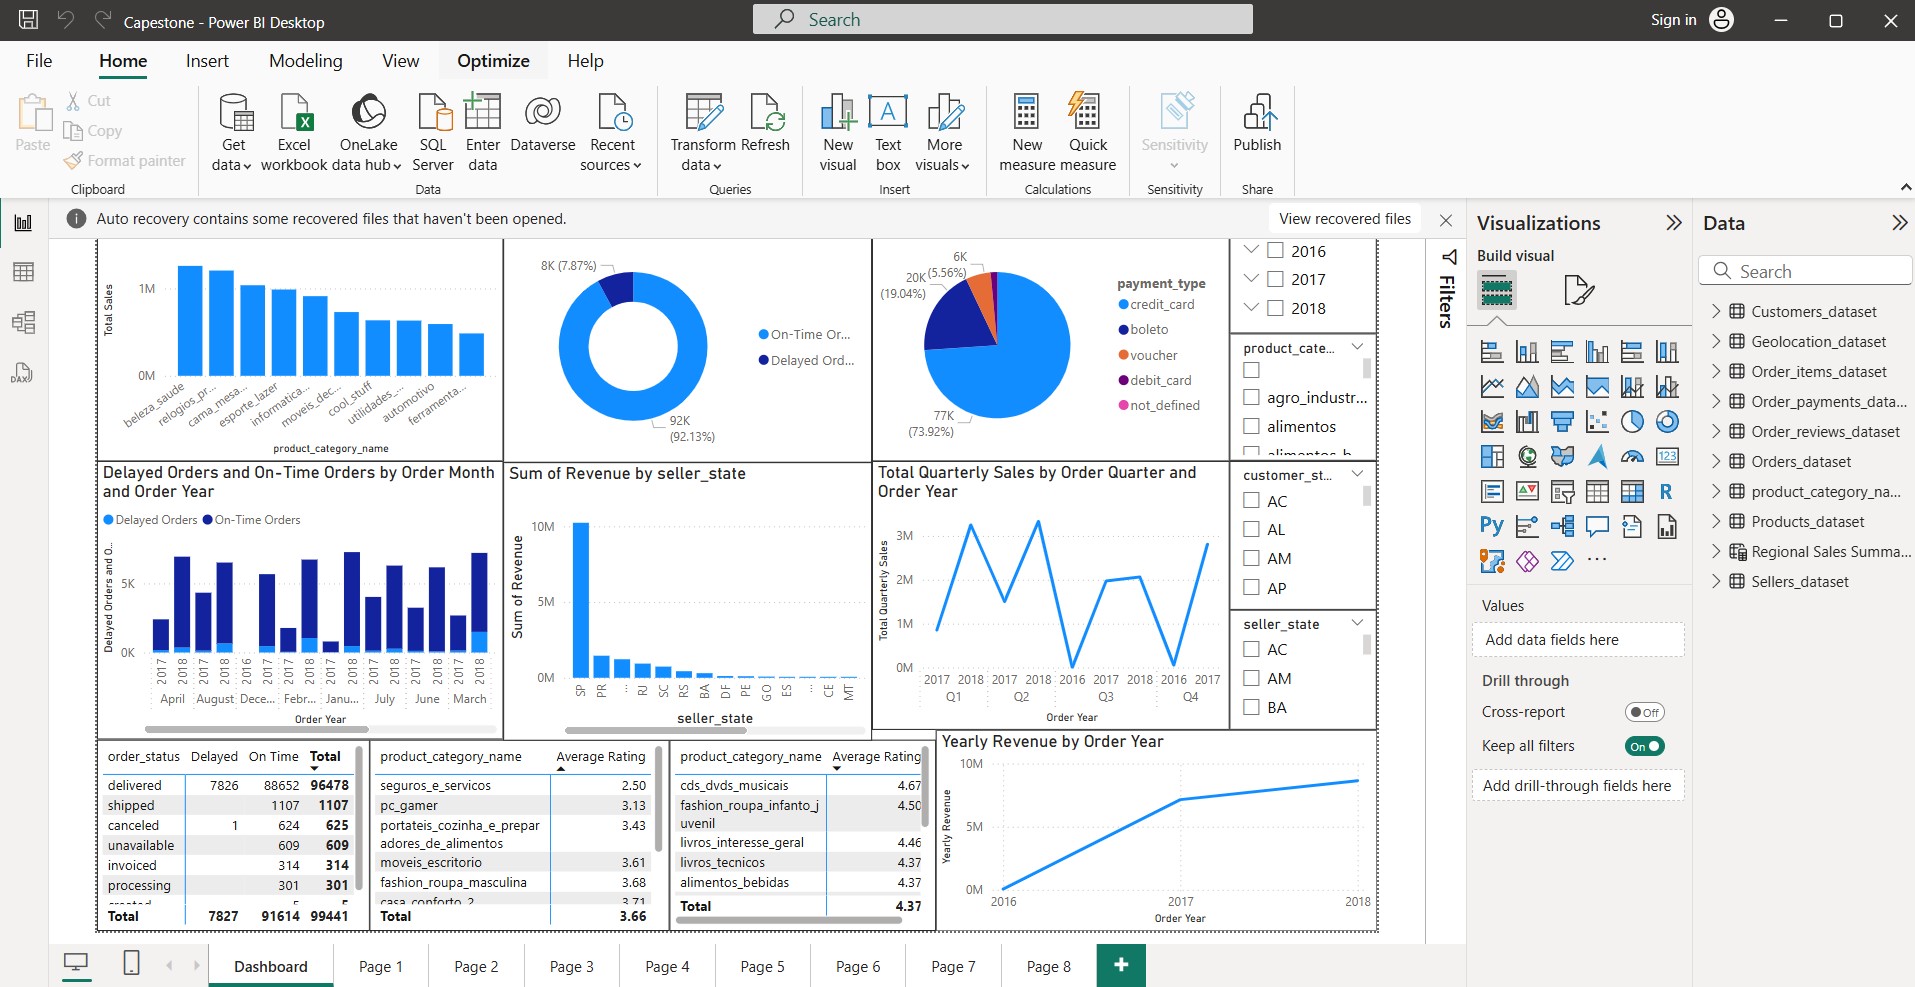 Capestone - Power BI Desktop
Search
Sign in
File Home Insert Modeling View Optimize Help
Paste
Cut
Copy
Format painter
Clipboard
Get data
Excel workbook
OneLake data hub
SQL Server
Enter data
Dataverse
Recent sources
Data
Transform data
Refresh
Queries
New visual
Text box
More visuals
Insert
New measure
Quick measure
Calculations
Sensitivity
Sensitivity
Publish
Share
Auto recovery contains some recovered files that haven't been opened.
View recovered files
Total Sales
1M
0M
beleza_saude
relogios_pr...
cama_mesa...
esporte_lazer
informatica...
moveis_dec...
cool_stuff
utilidades_...
automotivo
ferramenta...
product_category_name
8K (7.87%)
92K
(92.13%)
On-Time Or...
Delayed Ord...
6K
(5.56%)
20K
(19.04%)
77K
(73.92%)
payment_type
credit_card
boleto
voucher
debit_card
not_defined
2016
2017
2018
product_cate...
agro_industr...
alimentos
alimentos_b...
Delayed Orders and On-Time Orders by Order Month
and Order Year
Delayed Orders On-Time Orders
Delayed Orders and O...
5K
0K
2017 2018 2017 2018 2016 2017 2017 2018 2017 2018 2017 2018 2017 2018 2017 2018
April August Dece... Febr... Janu... July June March
Order Year
Sum of Revenue by seller_state
Sum of Revenue
10M
5M
0M
SP PR ... RJ SC RS BA DF PE GO ES ... CE MT
seller_state
Total Quarterly Sales by Order Quarter and
Order Year
Total Quarterly Sales
3M
2M
1M
0M
2017 2018 2017 2018 2016 2017 2018 2016 2017
Q1 Q2 Q3 Q4
Order Year
customer_st...
AC
AL
AM
AP
seller_state
AC
AM
BA
order_status Delayed On Time Total
delivered 7826 88652 96478
shipped 1107 1107
canceled 1 624 625
unavailable 609 609
invoiced 314 314
processing 301 301
created 5 5
Total 7827 91614 99441
product_category_name Average Rating
seguros_e_servicos 2.50
pc_gamer 3.13
portateis_cozinha_e_prepar 3.43
adores_de_alimentos
moveis_escritorio 3.61
fashion_roupa_masculina 3.68
casa_conforto_2 3.71
Total 3.66
product_category_name Average Rating
cds_dvds_musicais 4.67
fashion_roupa_infanto_j 4.50
uvenil
livros_interesse_geral 4.46
livros_tecnicos 4.37
alimentos_bebidas 4.37
Total 4.37
Yearly Revenue by Order Year
Yearly Revenue
10M
5M
0M
2016 2017 2018
Order Year
Filters
Visualizations
Build visual
123
R
Py
...
Values
Add data fields here
Drill through
Cross-report Off
Keep all filters On
Add drill-through fields here
Data
Search
Customers_dataset
Geolocation_dataset
Order_items_dataset
Order_payments_data...
Order_reviews_dataset
Orders_dataset
product_category_na...
Products_dataset
Regional Sales Summa...
Sellers_dataset
DAX
Dashboard Page 1 Page 2 Page 3 Page 4 Page 5 Page 6 Page 7 Page 8 +